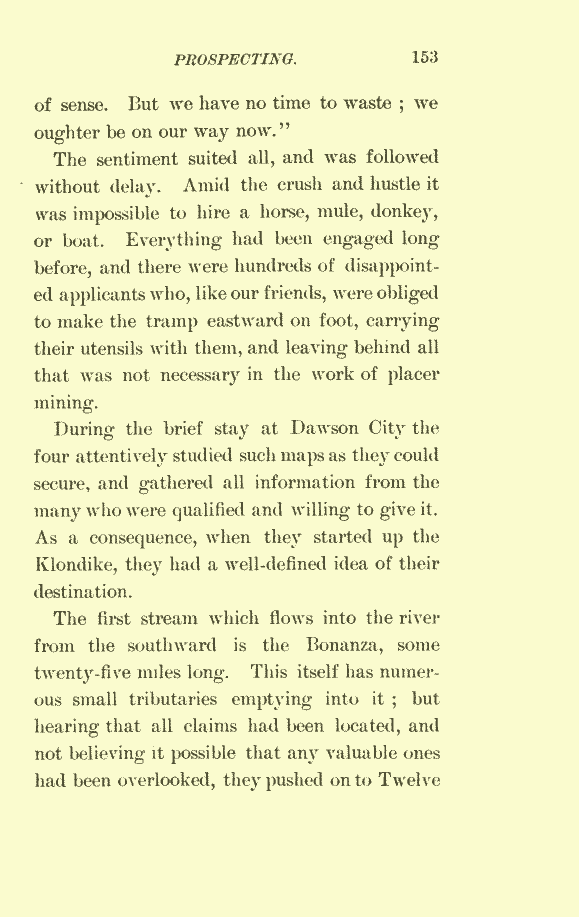 PROSPECTING. 153
of sense. But we have no time to waste ; we
oughter be on our way now.”
The sentiment suited all, and was followed
without delay. Amid the crush and hustle it
was impossible to hire a horse, mule, donkey,
or boat. Everything had been engaged long
before, and there were hundreds of disappoint-
ed applicants who, like our friends, were obliged
to make the tramp eastward on foot, carrying
their utensils with them, and leaving behind all
that was not necessary in the work of placer
mining.
During the brief stay at Dawson City the
four attentively studied such maps as they could
secure, and gathered all information from the
many who were qualified and willing to give it.
As a consequence, when they started up the
Klondike, they had a well-defined idea of their
destination.
The first stream which flows into the river
from the southward is the Bonanza, some
twenty-five miles long. This itself has numer-
ous small tributaries emptying into it ; but
hearing that all claims had been located, and
not believing it possible that any valuable ones
had been overlooked, they pushed on to Twelve